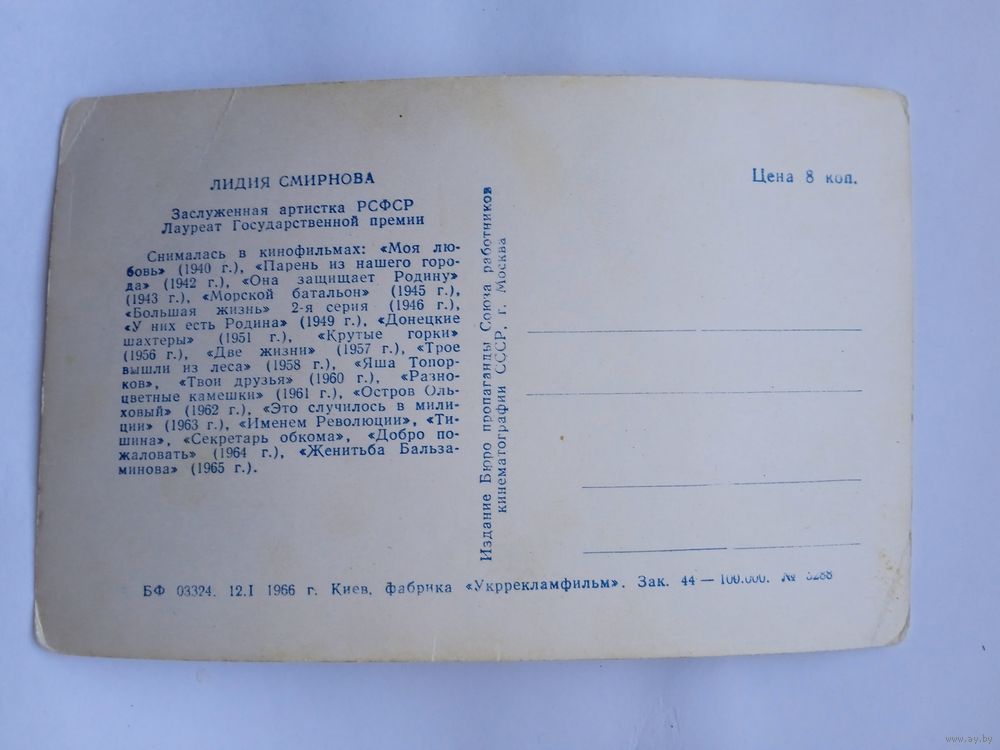 ЛИДИЯ СМИРНОВА
Заслуженная артистка РСФСР
Лауреат Государственной премии
Снималась в кинофильмах: «Моя лю-
бовь» (1940 г.), «Парень из нашего горо-
да» (1942 г.), «Она защищает Родину»
(1943 г.), «Морской батальон» (1945 г.),
«Большая жизнь» 2-я серия (1946 г.),
«У них есть Родина» (1949 г.), «Донецкие
шахтеры» (1951 г.), «Крутые горки»
(1956 г.), «Две жизни» (1957 г.), «Трое
вышли из леса» (1958 г.), «Яша Топор-
ков», «Твои друзья» (1960 г.), «Разно-
цветные камешки» (1961 г.), «Остров Оль-
ховый» (1962 г.), «Это случилось в мили-
ции» (1963 г.), «Именем Революции», «Ти-
шина», «Секретарь обкома», «Добро по-
жаловать» (1964 г.), «Женитьба Бальза-
минова» (1965 г.).
Издание Бюро пропаганды Союза работников
кинематографии СССР, г. Москва
Цена 8 коп.
БФ 03324. 12.I 1966 г. Киев, фабрика «Укррекламфильм». Зак. 44 — 100.000. №
www.ay.by